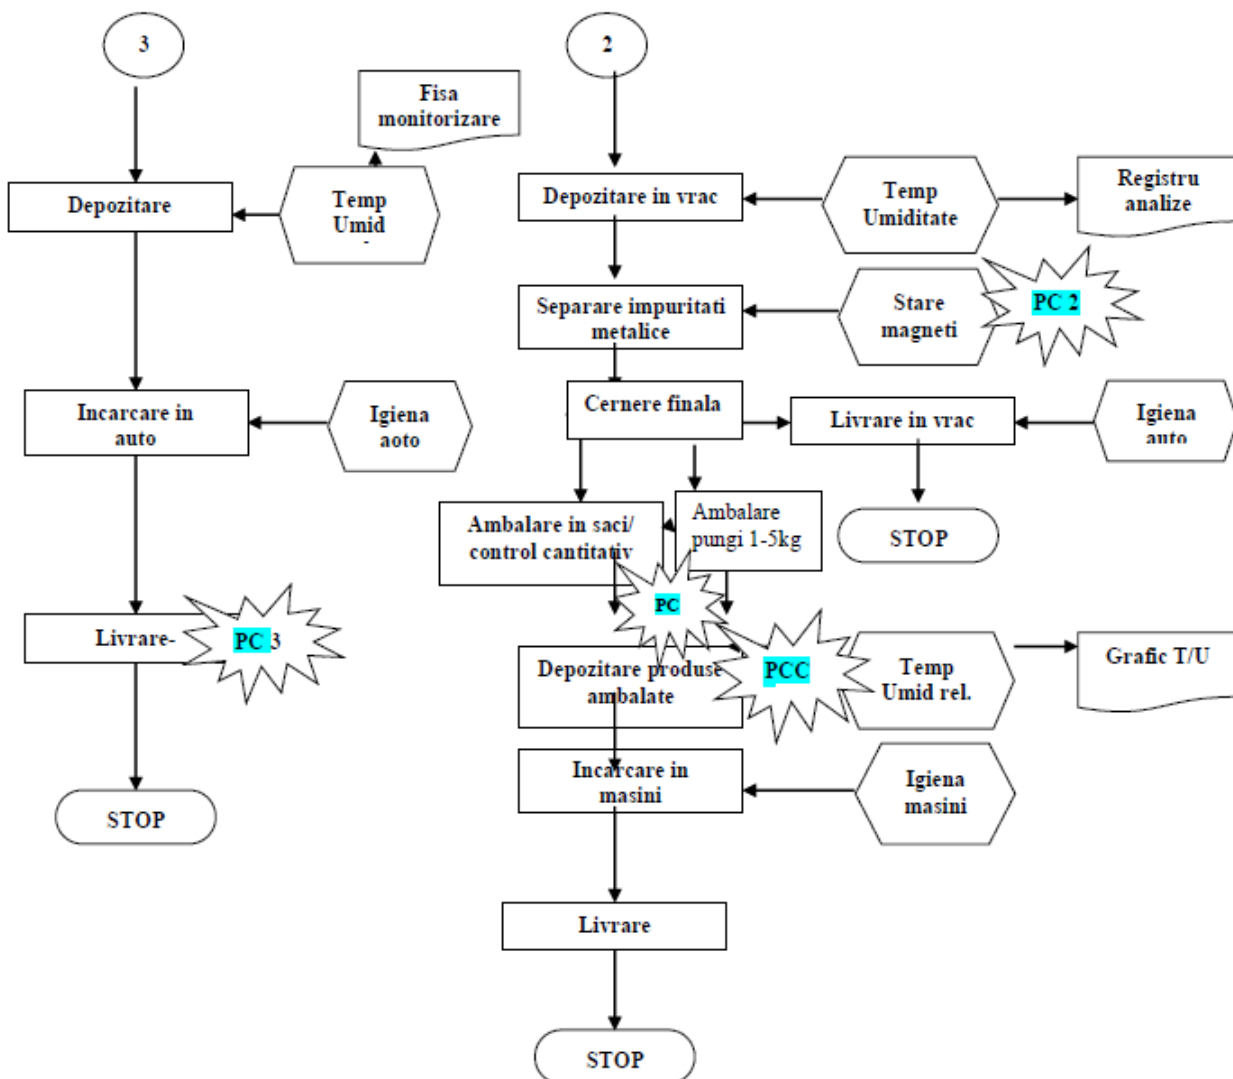 3
2
Fisa
monitorizare
Depozitare
Temp
Umid
-
Depozitare in vrac
Temp
Umiditate
Registru
analize
Separare impuritati
metalice
Stare
magneti
PC 2
Incarcare in
auto
Igiena
aoto
Cernere finala
Livrare in vrac
Igiena
auto
Ambalare in saci/
control cantitativ
Ambalare
pungi 1-5kg
STOP
PC
Livrare-
PC 3
Depozitare produse
ambalate
PCC
Temp
Umid rel.
Grafic T/U
Incarcare in
masini
Igiena
masini
STOP
Livrare
STOP